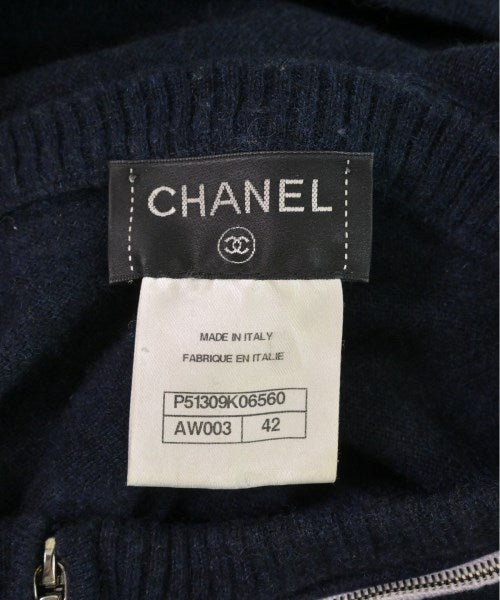 CHANEL
MADE IN ITALY
FABRIQUE EN ITALIE
P51309K06560
AW003 42